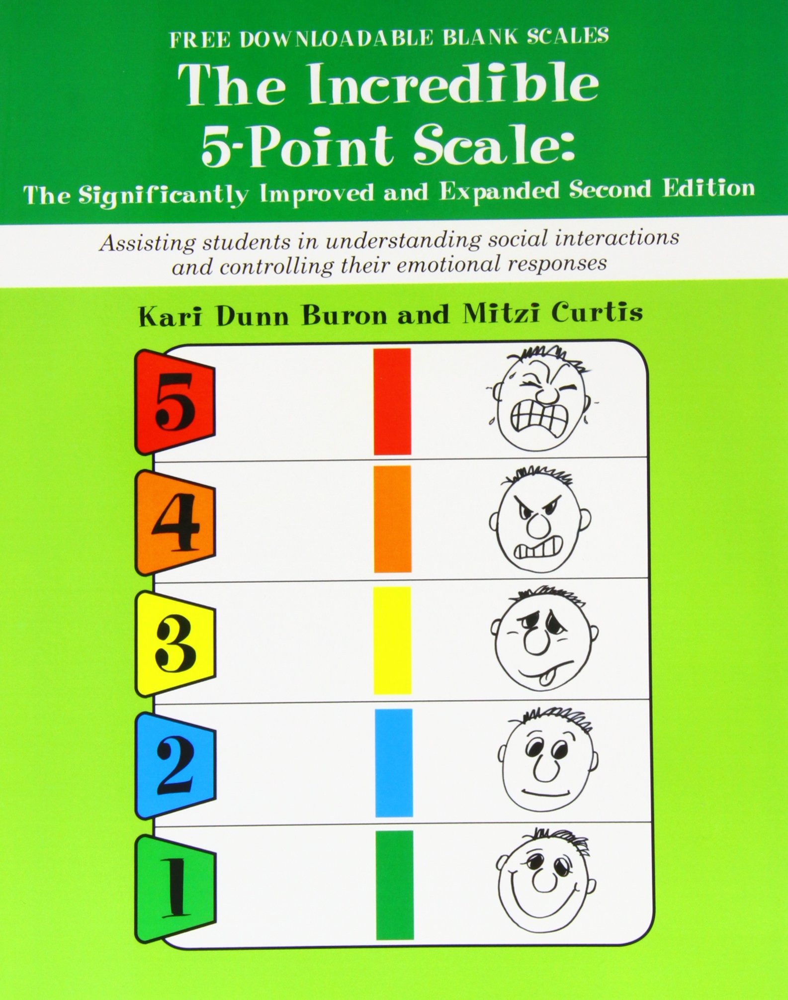 FREE DOWNLOADABLE BLANK SCALES
The Incredible
5-Point Scale:
The Significantly Improved and Expanded Second Edition
Assisting students in understanding social interactions
and controlling their emotional responses
Kari Dunn Buron and Mitzi Curtis
5
4
3
2
1